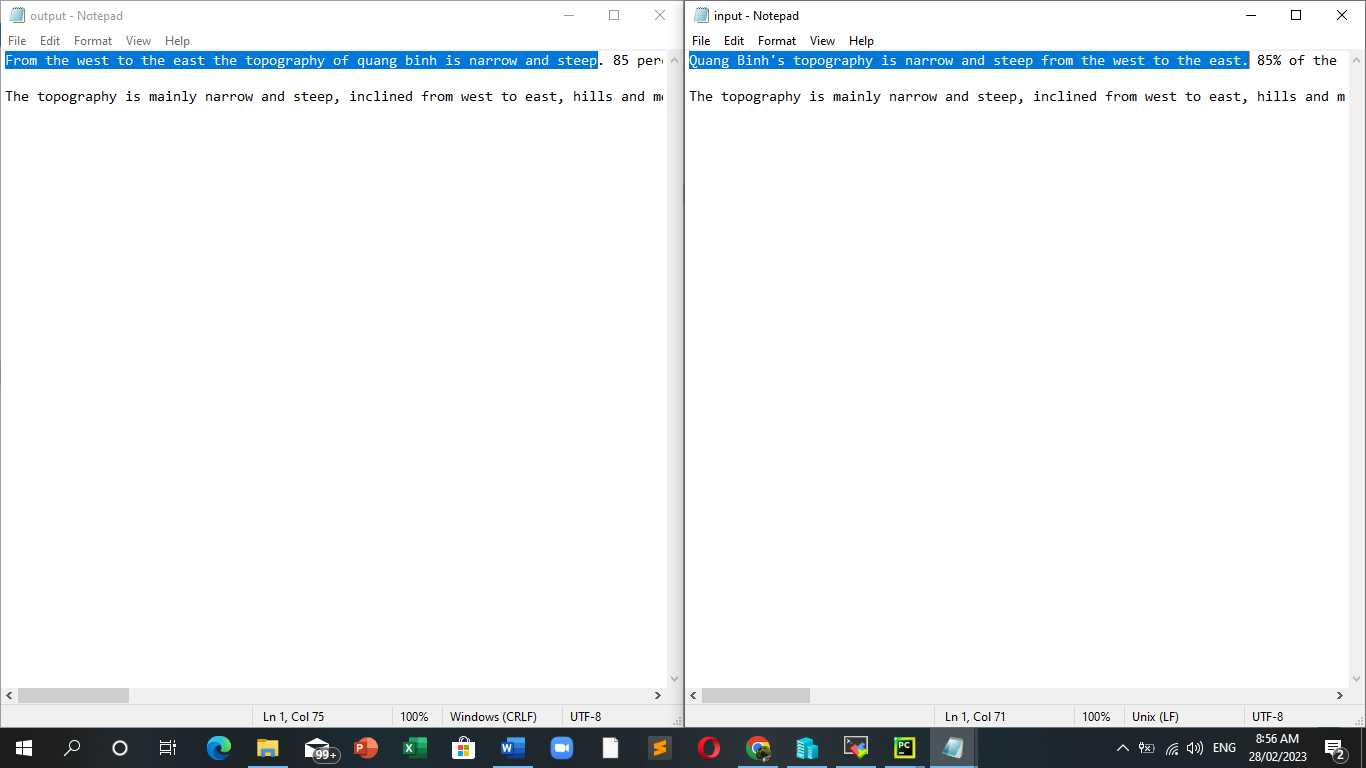 output - Notepad
File Edit Format View Help
From the west to the east the topography of quang binh is narrow and steep. 85
The topography is mainly narrow and steep, inclined from west to east, hills and
Ln 1, Col 75 100% Windows (CRLF) UTF-8
input - Notepad
File Edit Format View Help
Quang Binh's topography is narrow and steep from the west to the east. 85% of the
The topography is mainly narrow and steep, inclined from west to east, hills and m
Ln 1, Col 71 100% Unix (LF) UTF-8
99+
PC
ENG
8:56 AM
28/02/2023
2